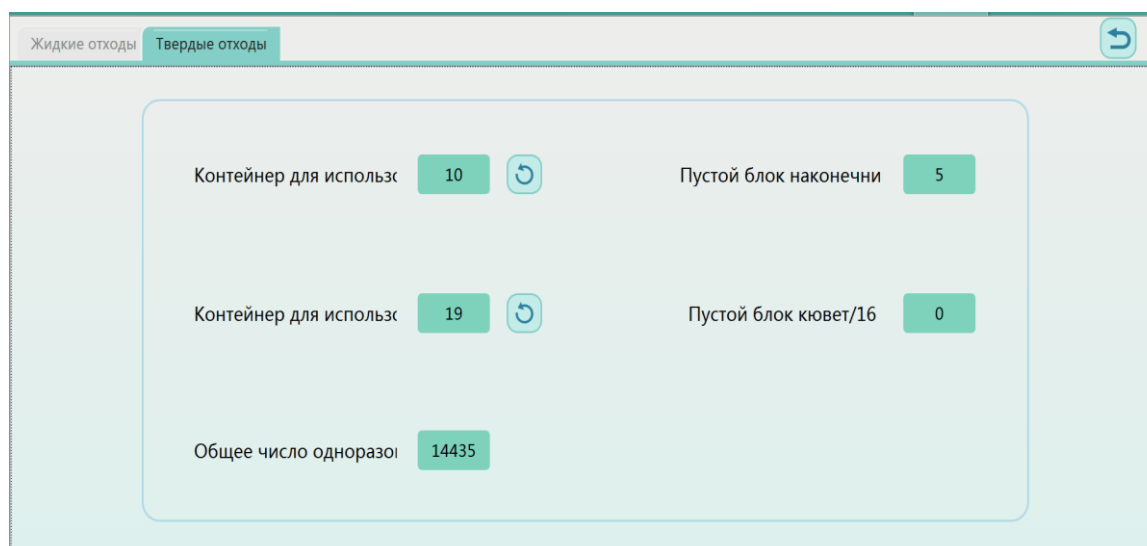 Жидкие отходы Твердые отходы
Контейнер для использо 10 Пустой блок наконечни 5
Контейнер для использо 19 Пустой блок кювет/16 0
Общее число одноразов 14435